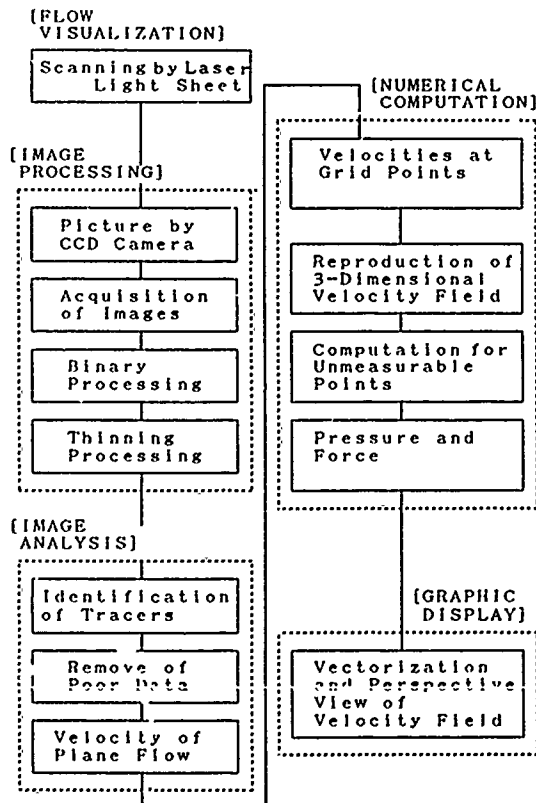 [FLOW
VISUALIZATION]
Scanning by Laser
Light Sheet
[IMAGE
PROCESSING]
Picture by
CCD Camera
Acquisition
of Images
Binary
Processing
Thinning
Processing
[IMAGE
ANALYSIS]
Identification
of Tracers
Remove of
Poor Data
Velocity of
Plane Flow
[NUMERICAL
COMPUTATION]
Velocities at
Grid Points
Reproduction of
3-Dimensional
Velocity Field
Computation for
Unmeasurable
Points
Pressure and
Force
[GRAPHIC
DISPLAY]
Vectorization
and Perspective
View of
Velocity Field